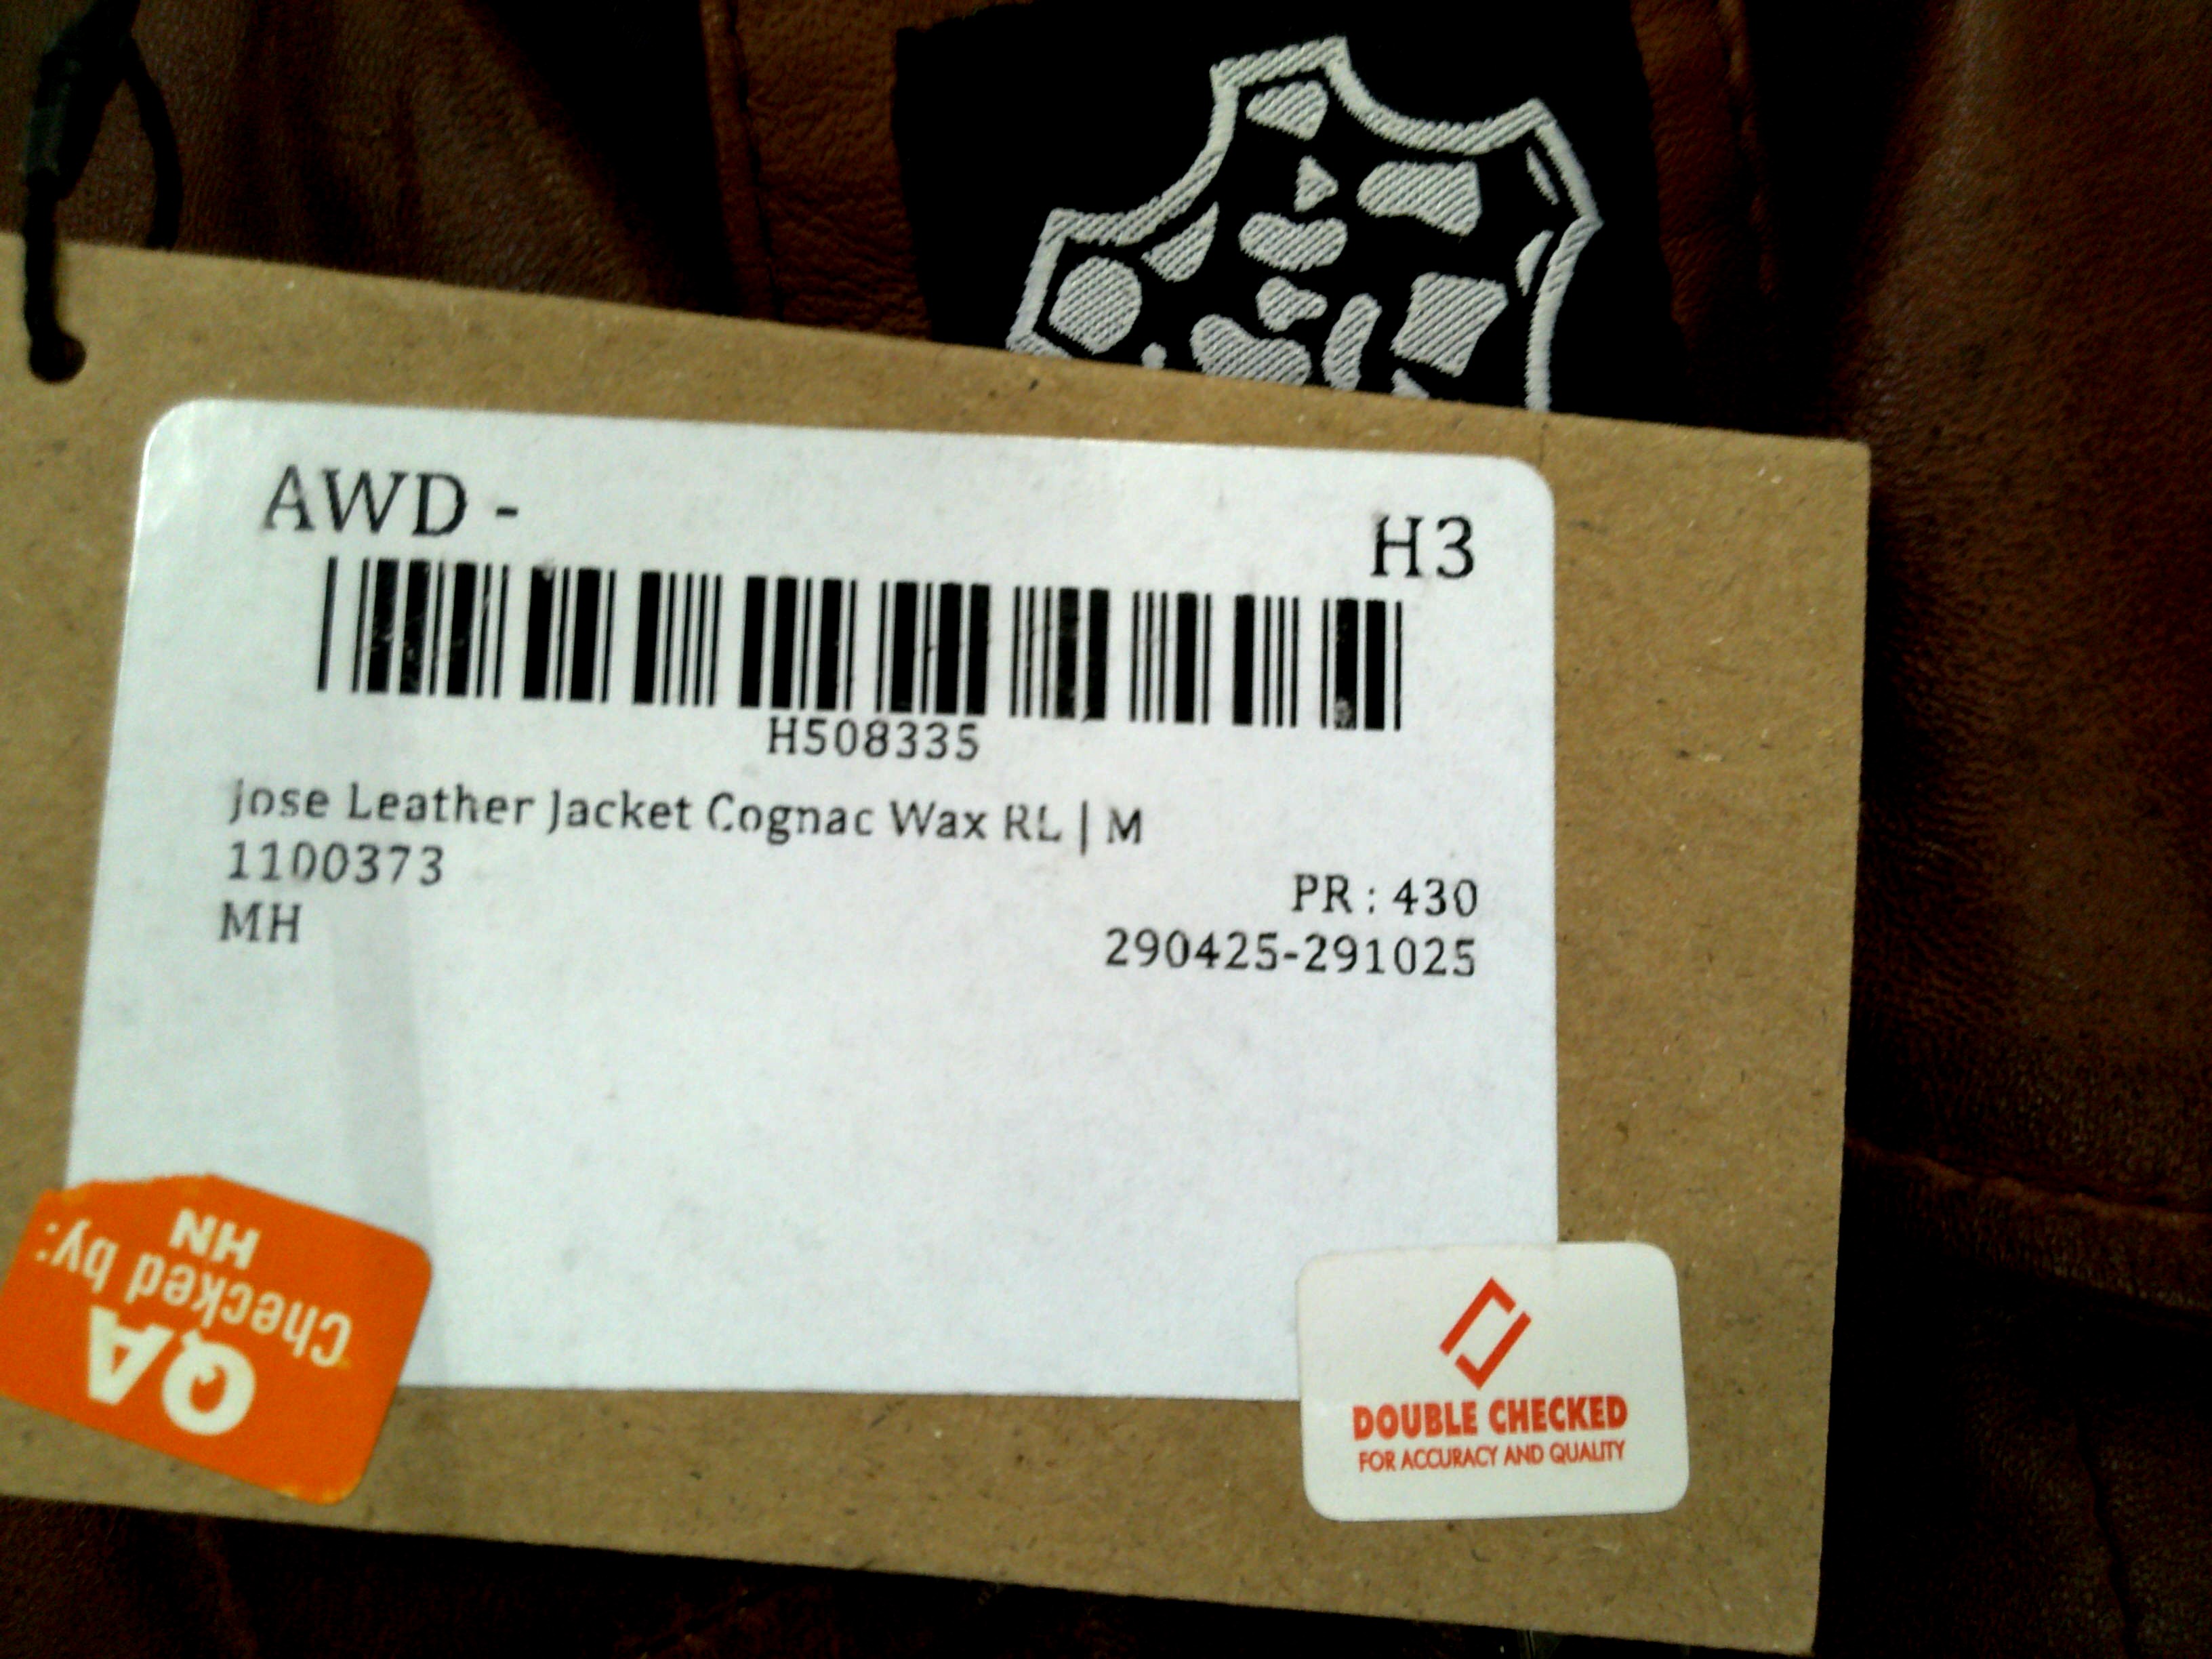 AWD - H3
H508335
Jose Leather Jacket Cognac Wax RL | M
1100373
PR : 430
MH
290425-291025
QA
Checked by:
HN
DOUBLE CHECKED
FOR ACCURACY AND QUALITY